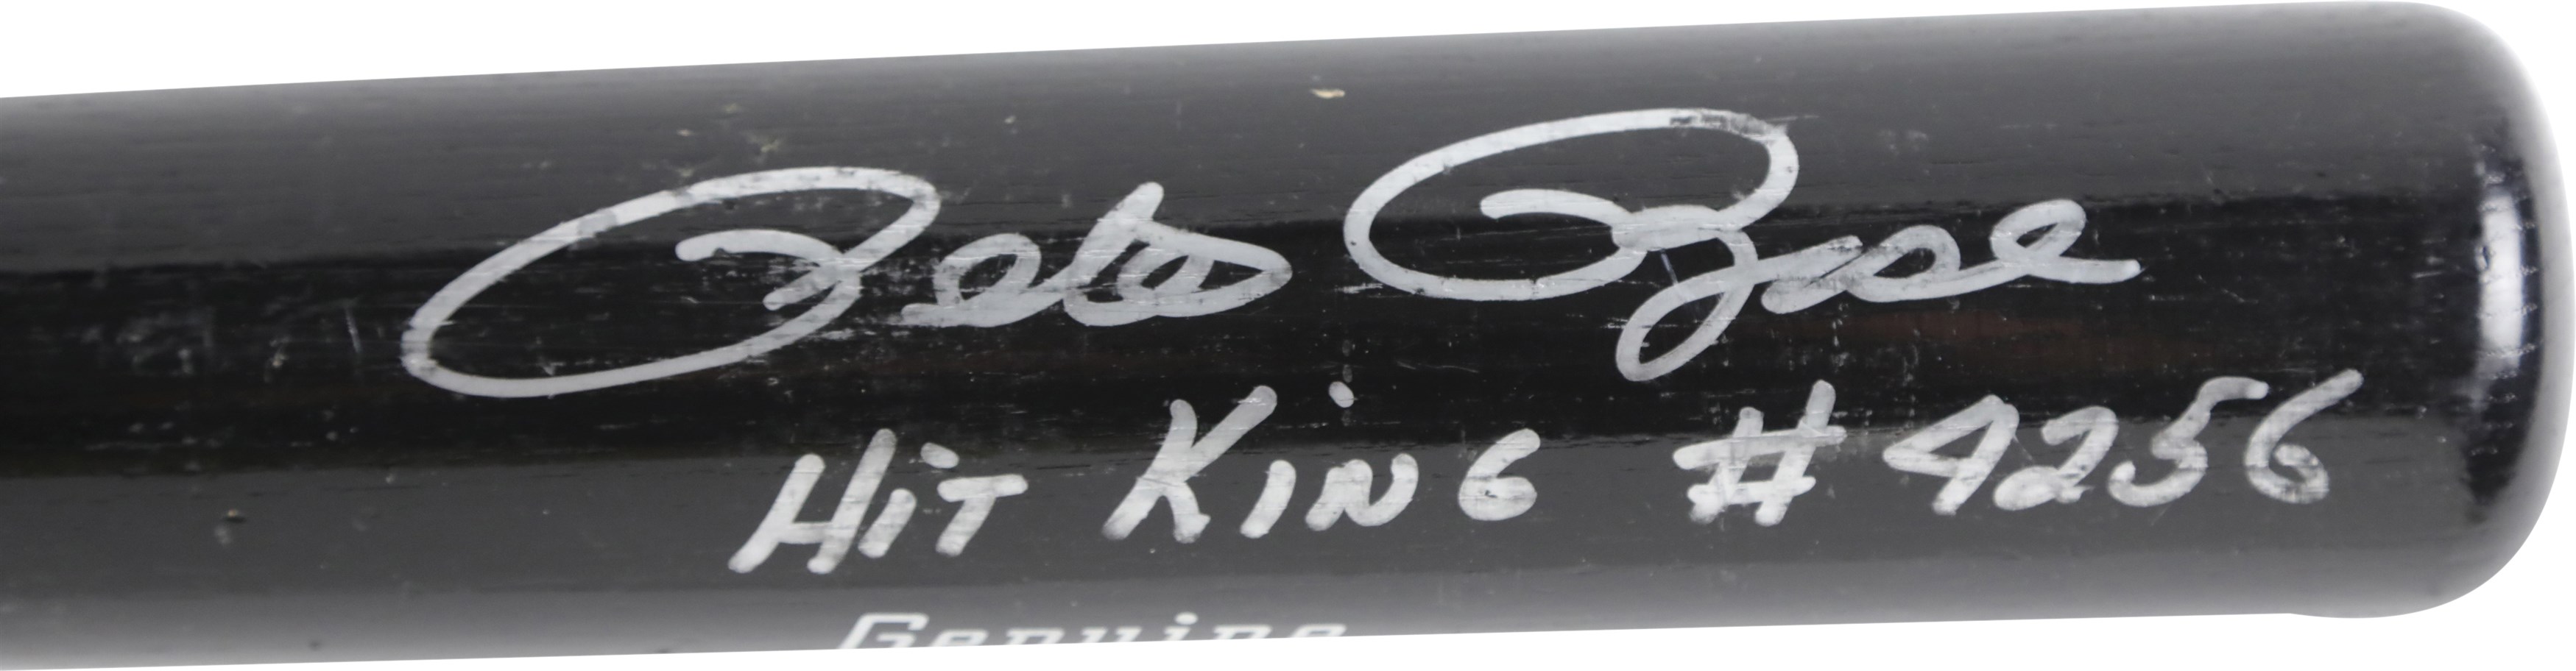 Pete Rose
Hit King #4256
Genuine